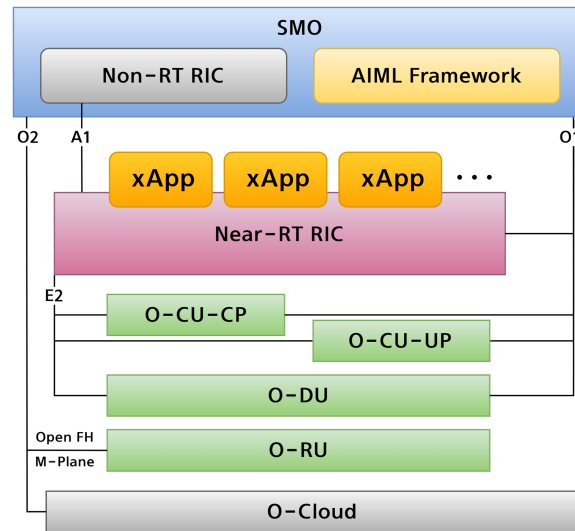 SMO
Non-RT RIC
AIML Framework
O2
A1
O1
xApp
xApp
xApp
...
Near-RT RIC
E2
O-CU-CP
O-CU-UP
O-DU
Open FH
M-Plane
O-RU
O-Cloud